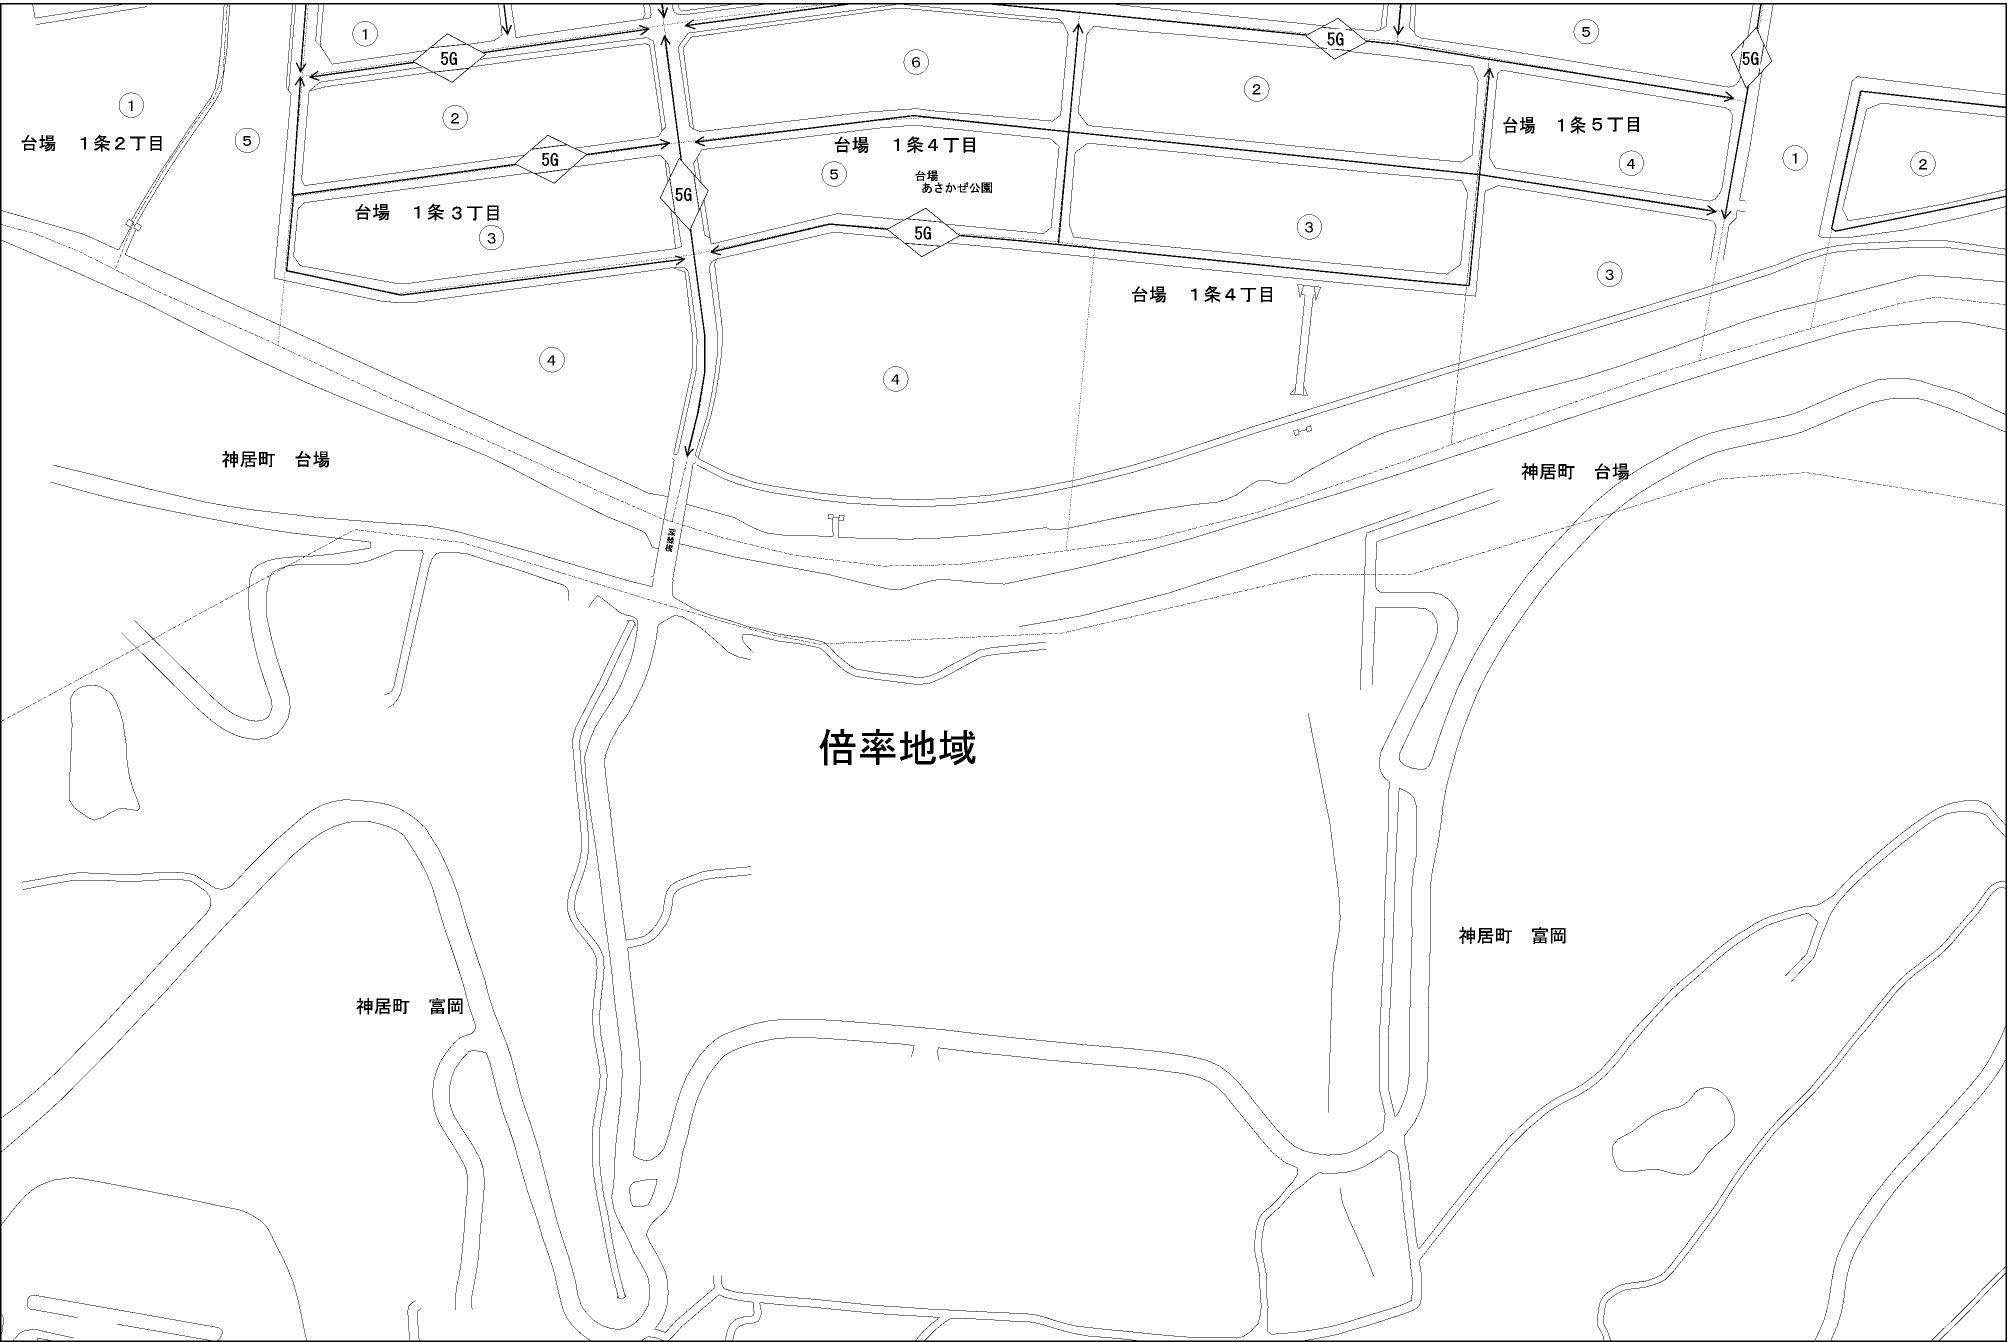 ①
5G
⑤
5G
5G
⑥
②
①
②
台場　１条２丁目
⑤
台場　１条４丁目
台場　１条５丁目
④
①
②
5G
⑤
台場
あさかぜ公園
5G
台場　１条３丁目
③
5G
③
③
台場　１条４丁目
④
④
神居町　台場
神居町　台場
深緑橋
倍率地域
神居町　富岡
神居町　富岡